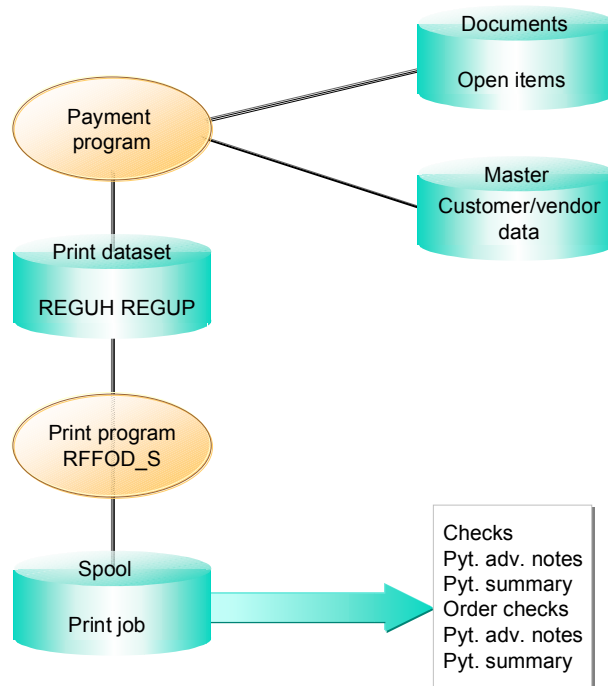 Documents
Open items
Payment
program
Master
Customer/vendor
data
Print dataset
REGUH REGUP
Print program
RFFOD_S
Spool
Print job
Checks
Pyt. adv. notes
Pyt. summary
Order checks
Pyt. adv. notes
Pyt. summary